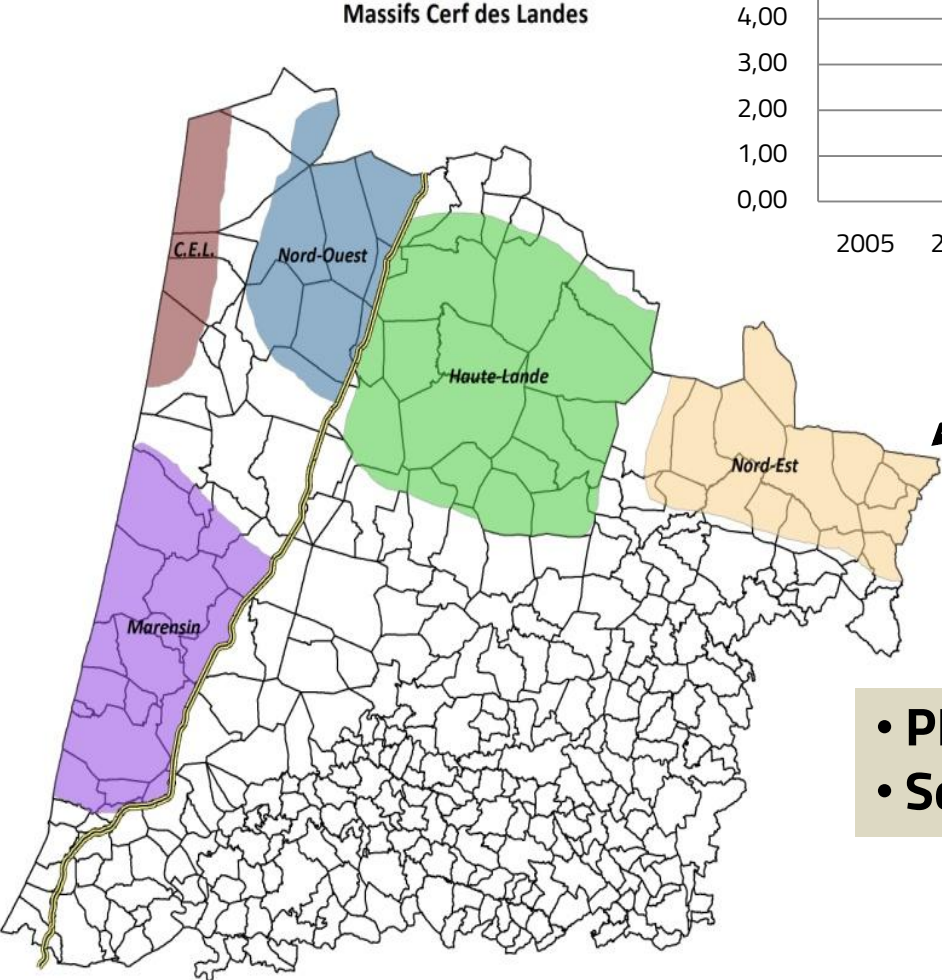 Massifs Cerf des Landes
4,00
3,00
2,00
1,00
0,00
2005
C.E.L.
Nord-Ouest
Haute-Lande
Nord-Est
Marensin